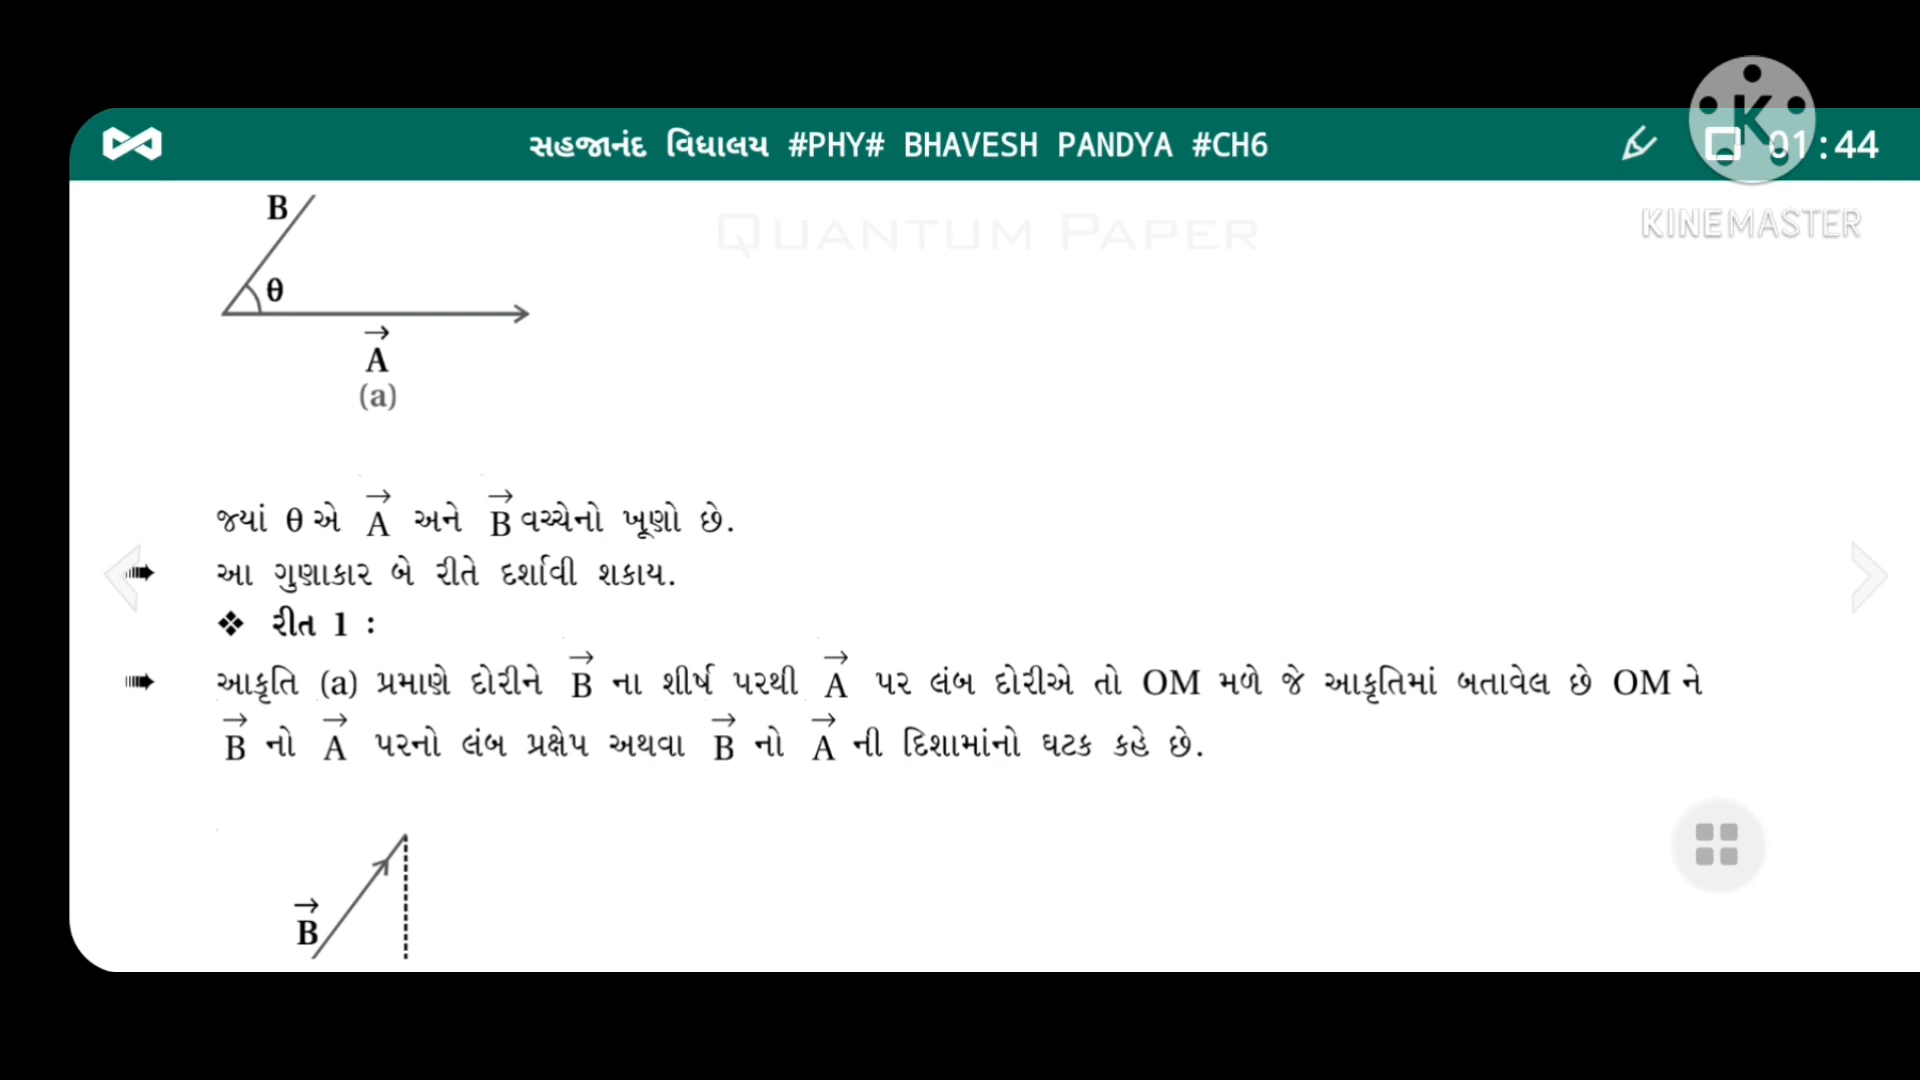 સહજાનંદ વિધાલય #PHY# BHAVESH PANDYA #CH6
01:44
KINEMASTER
QUANTUM PAPER
B
θ
A
(a)
જ્યાં θ એ A અને B વચ્ચેનો ખૂણો છે.
આ ગુણાકાર બે રીતે દર્શાવી શકાય.
❖ રીત 1 :
આકૃતિ (a) પ્રમાણે દોરીને B ના શીર્ષ પરથી A પર લંબ દોરીએ તો OM મળે જે આકૃતિમાં બતાવેલ છે OM ને
B નો A પરનો લંબ પ્રક્ષેપ અથવા B નો A ની દિશામાંનો ઘટક કહે છે.
B